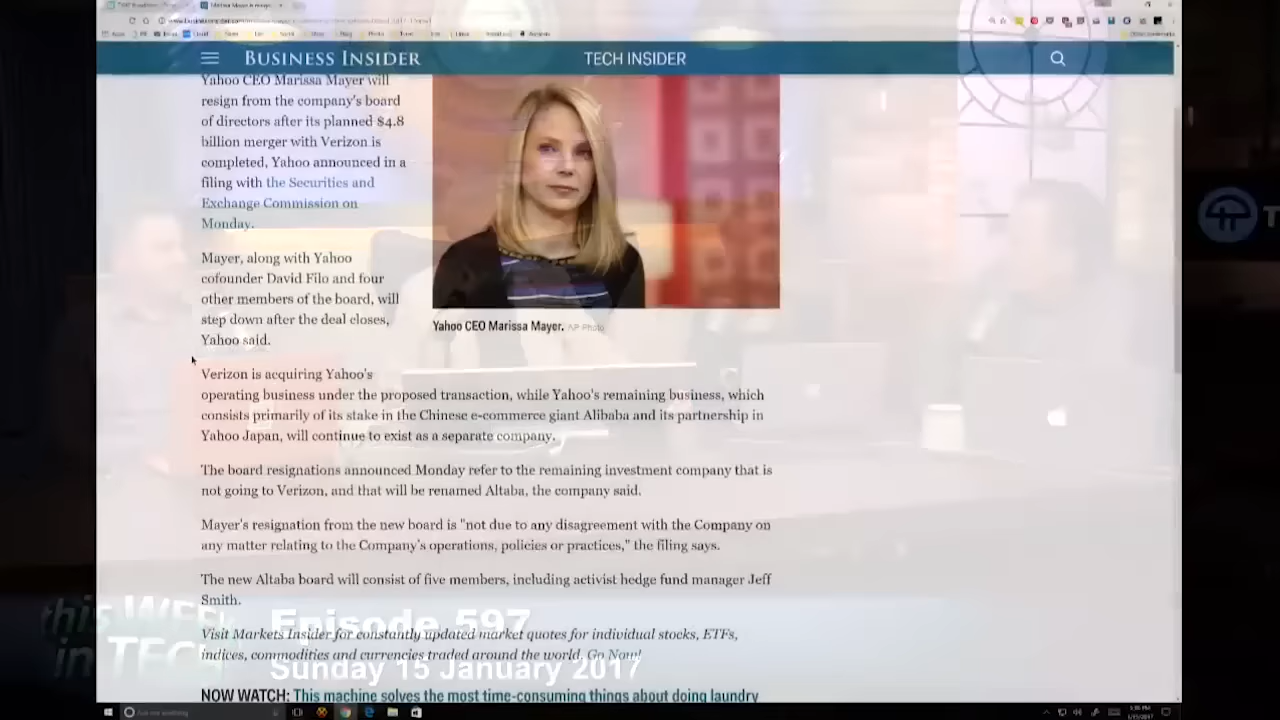 BUSINESS INSIDER
TECH INSIDER
Yahoo CEO Marissa Mayer will
resign from the company's board
of directors after its planned $4.8
billion merger with Verizon is
completed, Yahoo announced in a
filing with the Securities and
Exchange Commission on
Monday.
Mayer, along with Yahoo
cofounder David Filo and four
other members of the board, will
step down after the deal closes,
Yahoo said.
Yahoo CEO Marissa Mayer. AP Photo
Verizon is acquiring Yahoo's
operating business under the proposed transaction, while Yahoo's remaining business, which
consists primarily of its stake in the Chinese e-commerce giant Alibaba and its partnership in
Yahoo Japan, will continue to exist as a separate company.
The board resignations announced Monday refer to the remaining investment company that is
not going to Verizon, and that will be renamed Altaba, the company said.
Mayer's resignation from the new board is "not due to any disagreement with the Company on
any matter relating to the Company's operations, policies or practices," the filing says.
The new Altaba board will consist of five members, including activist hedge fund manager Jeff
Smith.
this WEEK
in TECH
Episode 597
Sunday 15 January 2017
Visit Markets Insider for constantly updated market quotes for individual stocks, ETFs,
indices, commodities and currencies traded around the world. Go Now!
NOW WATCH: This machine solves the most time-consuming things about doing laundry